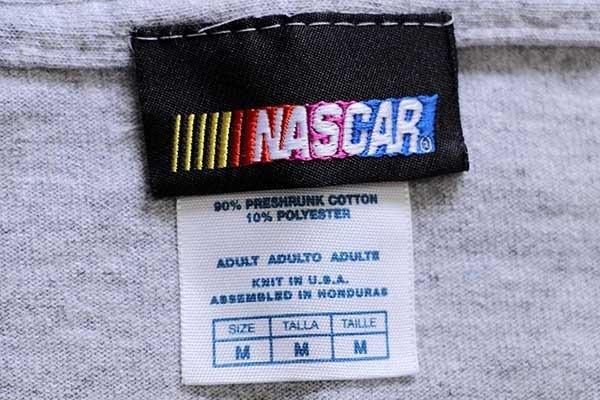 NASCAR®
90% PRESHRUNK COTTON
10% POLYESTER
ADULT ADULTO ADULTE
KNIT IN U.S.A.
ASSEMBLED IN HONDURAS
SIZE TALLA TAILLE
M M M